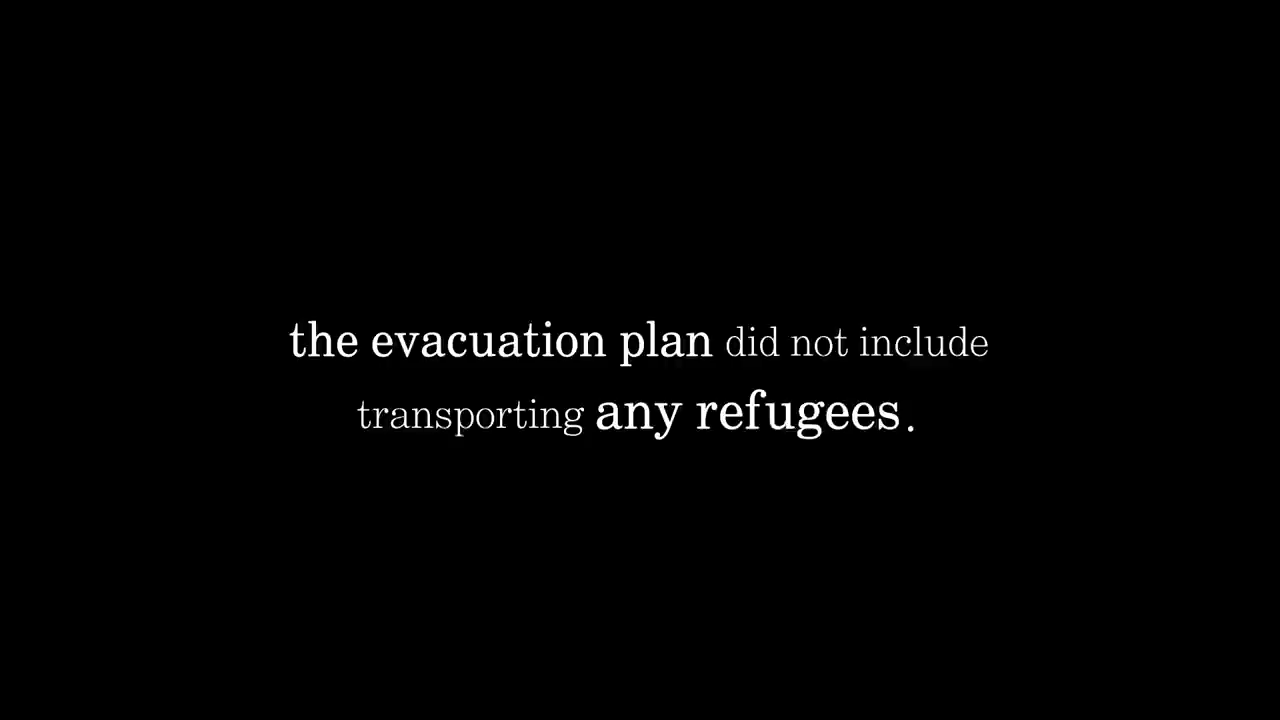 the evacuation plan did not include
transporting any refugees.